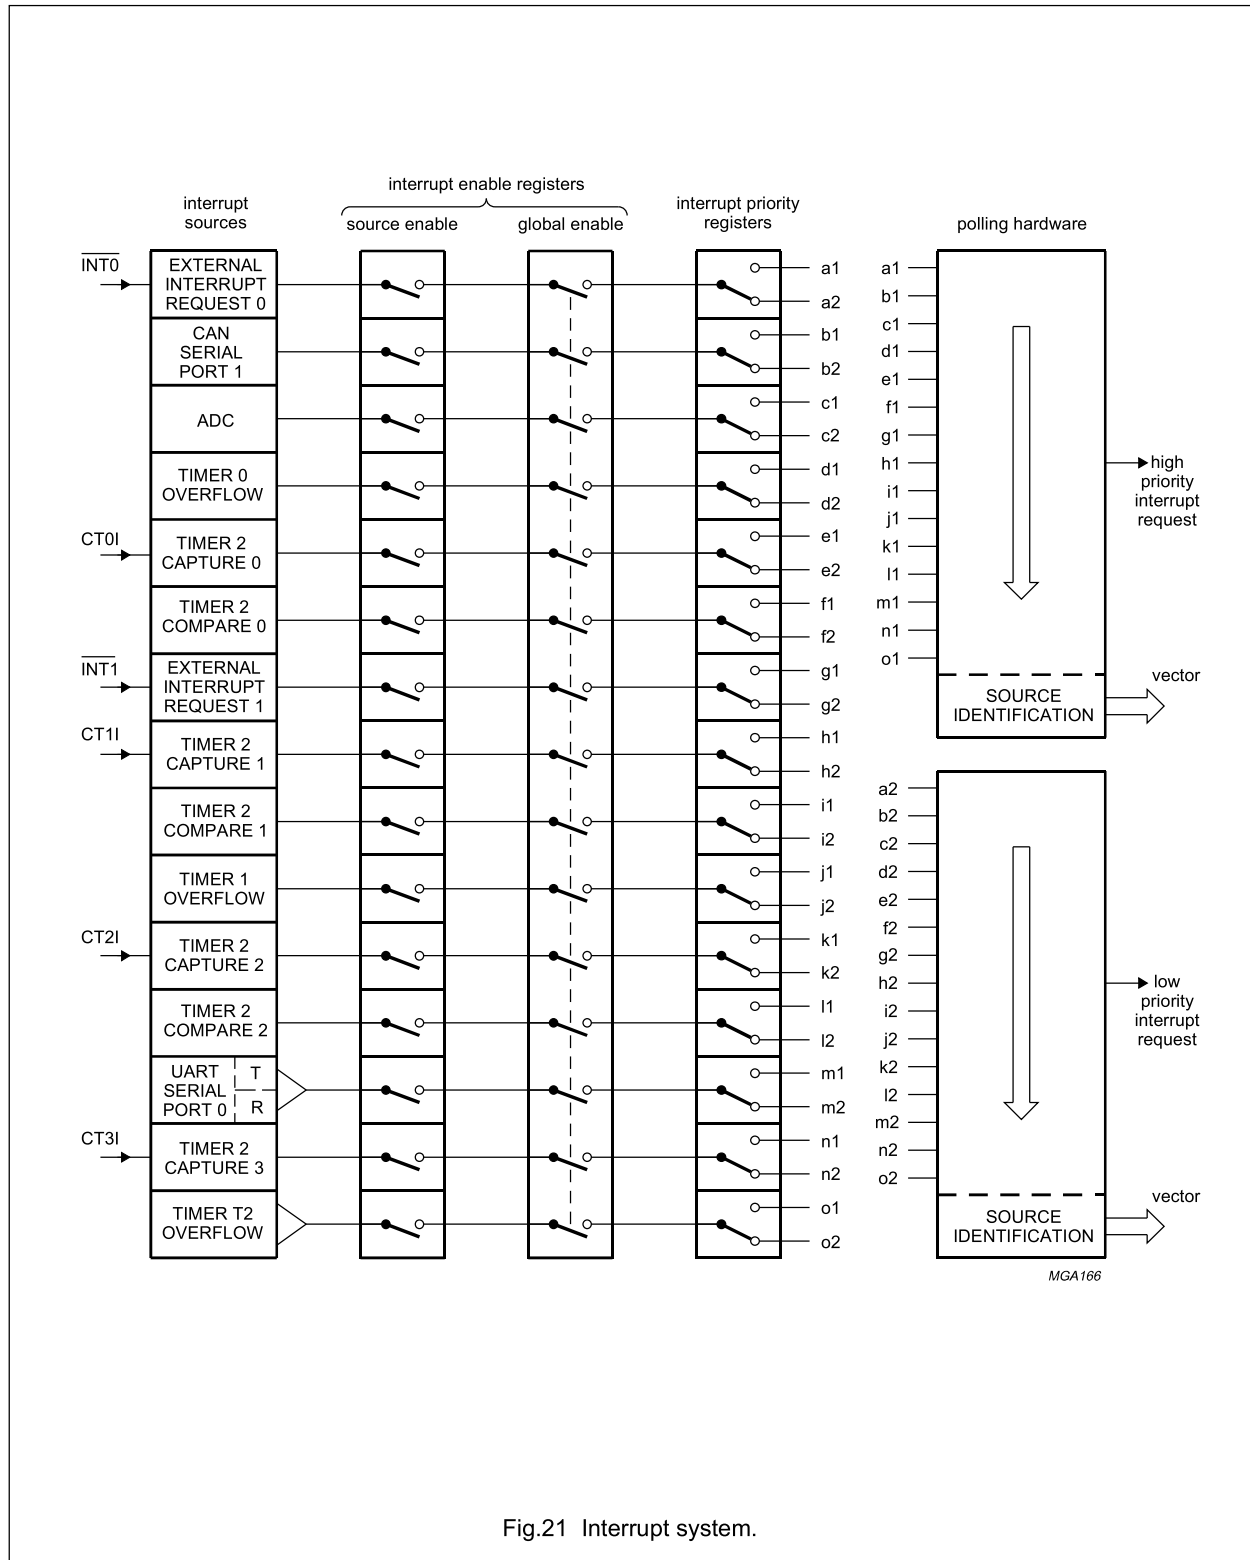 interrupt enable registers
interrupt
sources
source enable
global enable
interrupt priority
registers
polling hardware
INT0
EXTERNAL
INTERRUPT
REQUEST 0
CAN
SERIAL
PORT 1
ADC
TIMER 0
OVERFLOW
CT0I
TIMER 2
CAPTURE 0
TIMER 2
COMPARE 0
INT1
EXTERNAL
INTERRUPT
REQUEST 1
CT1I
TIMER 2
CAPTURE 1
TIMER 2
COMPARE 1
TIMER 1
OVERFLOW
CT2I
TIMER 2
CAPTURE 2
TIMER 2
COMPARE 2
UART
SERIAL
PORT 0
T
R
CT3I
TIMER 2
CAPTURE 3
TIMER T2
OVERFLOW
a1
a2
b1
b2
c1
c2
d1
d2
e1
e2
f1
f2
g1
g2
h1
h2
i1
i2
j1
j2
k1
k2
l1
l2
m1
m2
n1
n2
o1
o2
a1
b1
c1
d1
e1
f1
g1
h1
i1
j1
k1
l1
m1
n1
o1
high
priority
interrupt
request
SOURCE
IDENTIFICATION
vector
a2
b2
c2
d2
e2
f2
g2
h2
i2
j2
k2
l2
m2
n2
o2
low
priority
interrupt
request
SOURCE
IDENTIFICATION
vector
MGA166
Fig.21 Interrupt system.